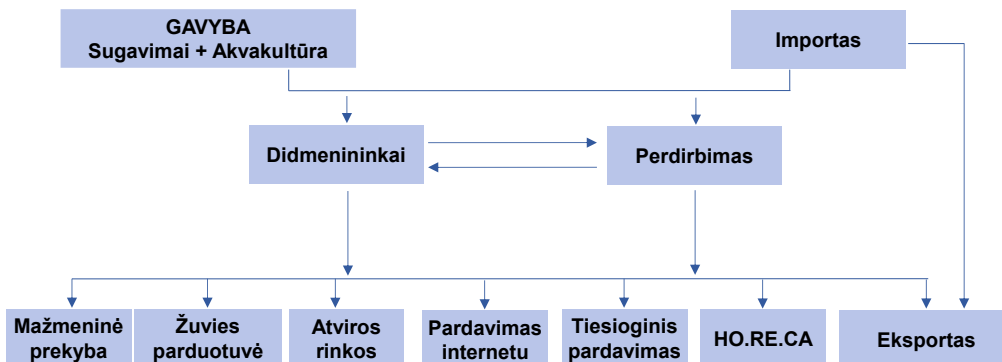 GAVYBA
Sugavimai + Akvakultūra
Importas
Didmenininkai
Perdirbimas
Mažmeninė
prekyba
Žuvies
parduotuvė
Atviros
rinkos
Pardavimas
internetu
Tiesioginis
pardavimas
HO.RE.CA
Eksportas